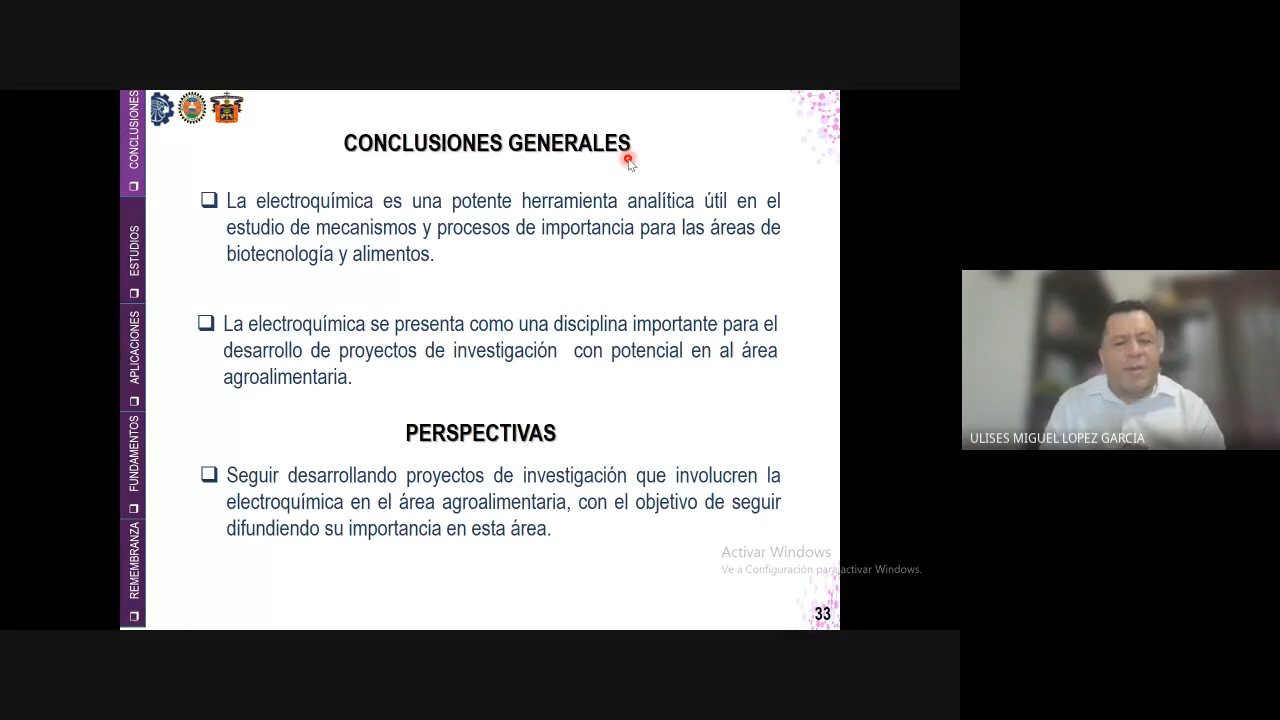 CONCLUSIONES GENERALES
La electroquímica es una potente herramienta analítica útil en el
estudio de mecanismos y procesos de importancia para las áreas de
biotecnología y alimentos.
La electroquímica se presenta como una disciplina importante para el
desarrollo de proyectos de investigación con potencial en al área
agroalimentaria.
PERSPECTIVAS
Seguir desarrollando proyectos de investigación que involucren la
electroquímica en el área agroalimentaria, con el objetivo de seguir
difundiendo su importancia en esta área.
Activar Windows
Ve a Configuración para activar Windows.
33
CONCLUSIONES
ESTUDIOS
APLICACIONES
FUNDAMENTOS
REMEMBRANZA
ULISES MIGUEL LOPEZ GARCIA